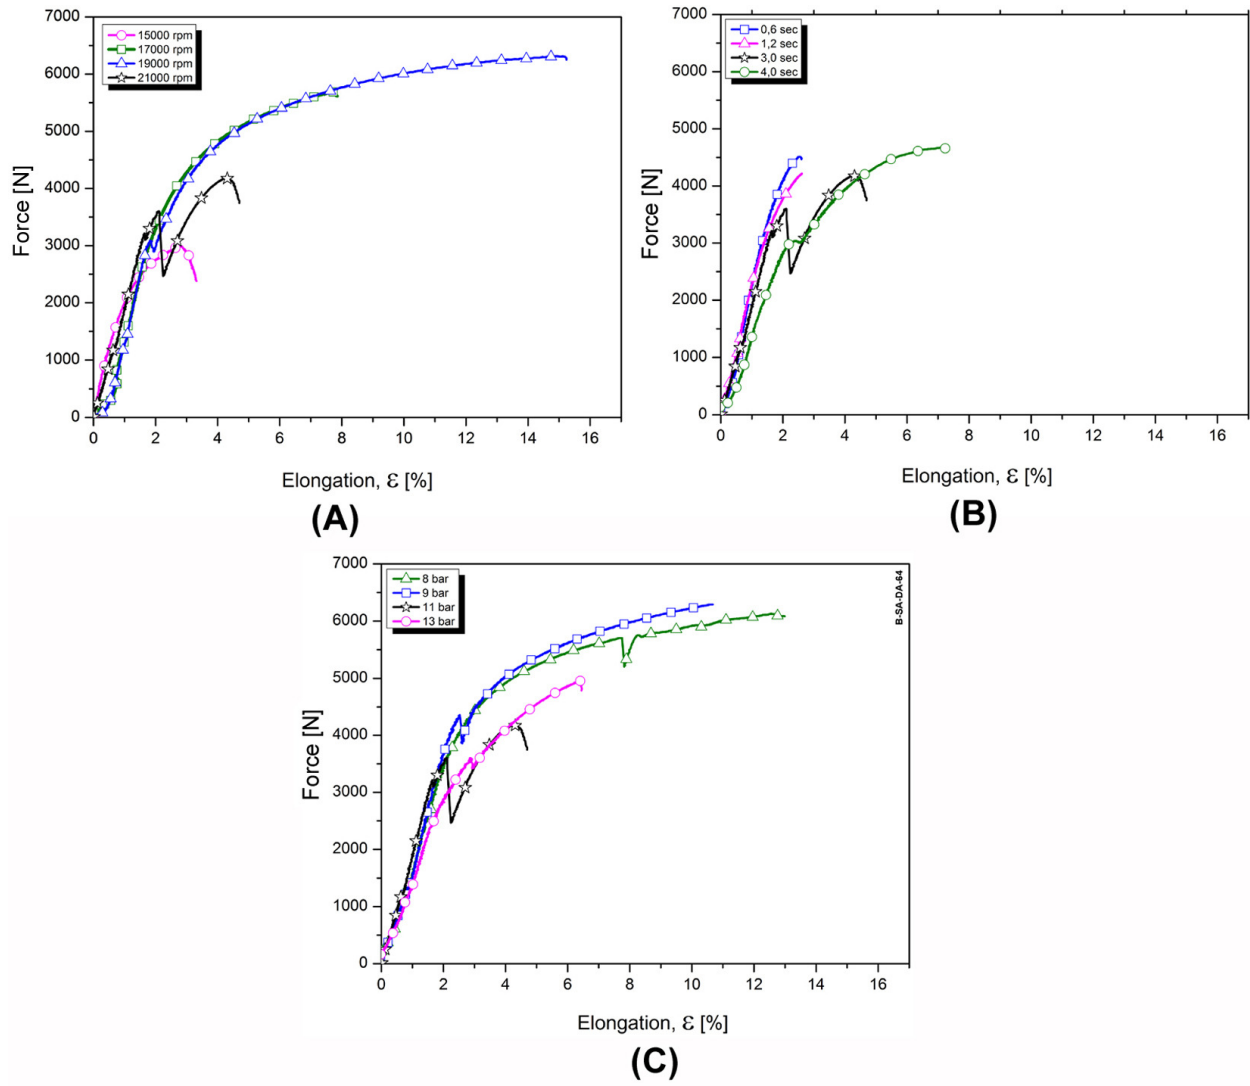 15000 rpm
17000 rpm
19000 rpm
21000 rpm
7000
6000
5000
4000
3000
2000
1000
0
Force [N]
0 2 4 6 8 10 12 14 16
Elongation, ε [%]
(A)
0,6 sec
1,2 sec
3,0 sec
4,0 sec
7000
6000
5000
4000
3000
2000
1000
0
Force [N]
0 2 4 6 8 10 12 14 16
Elongation, ε [%]
(B)
8 bar
9 bar
11 bar
13 bar
B-SA-DA-64
7000
6000
5000
4000
3000
2000
1000
0
Force [N]
0 2 4 6 8 10 12 14 16
Elongation, ε [%]
(C)